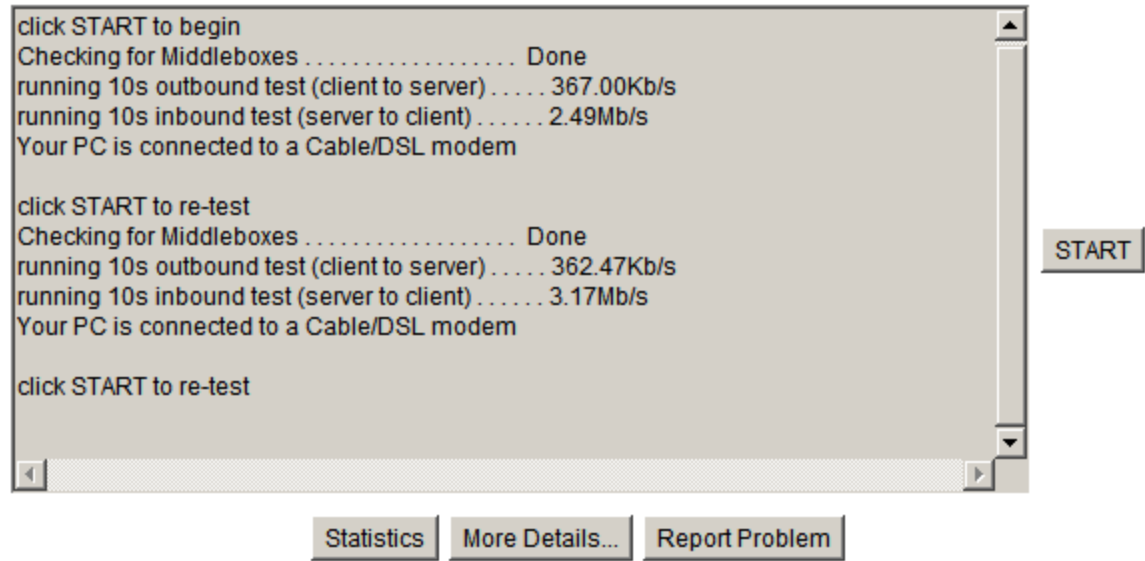 click START to begin
Checking for Middleboxes . . . . . . . . . . . . . . . . . .  Done
running 10s outbound test (client to server) . . . . . 367.00Kb/s
running 10s inbound test (server to client) . . . . . . 2.49Mb/s
Your PC is connected to a Cable/DSL modem
click START to re-test
Checking for Middleboxes . . . . . . . . . . . . . . . . . .  Done
running 10s outbound test (client to server) . . . . . 362.47Kb/s
running 10s inbound test (server to client) . . . . . . 3.17Mb/s
Your PC is connected to a Cable/DSL modem
click START to re-test
START
Statistics
More Details...
Report Problem